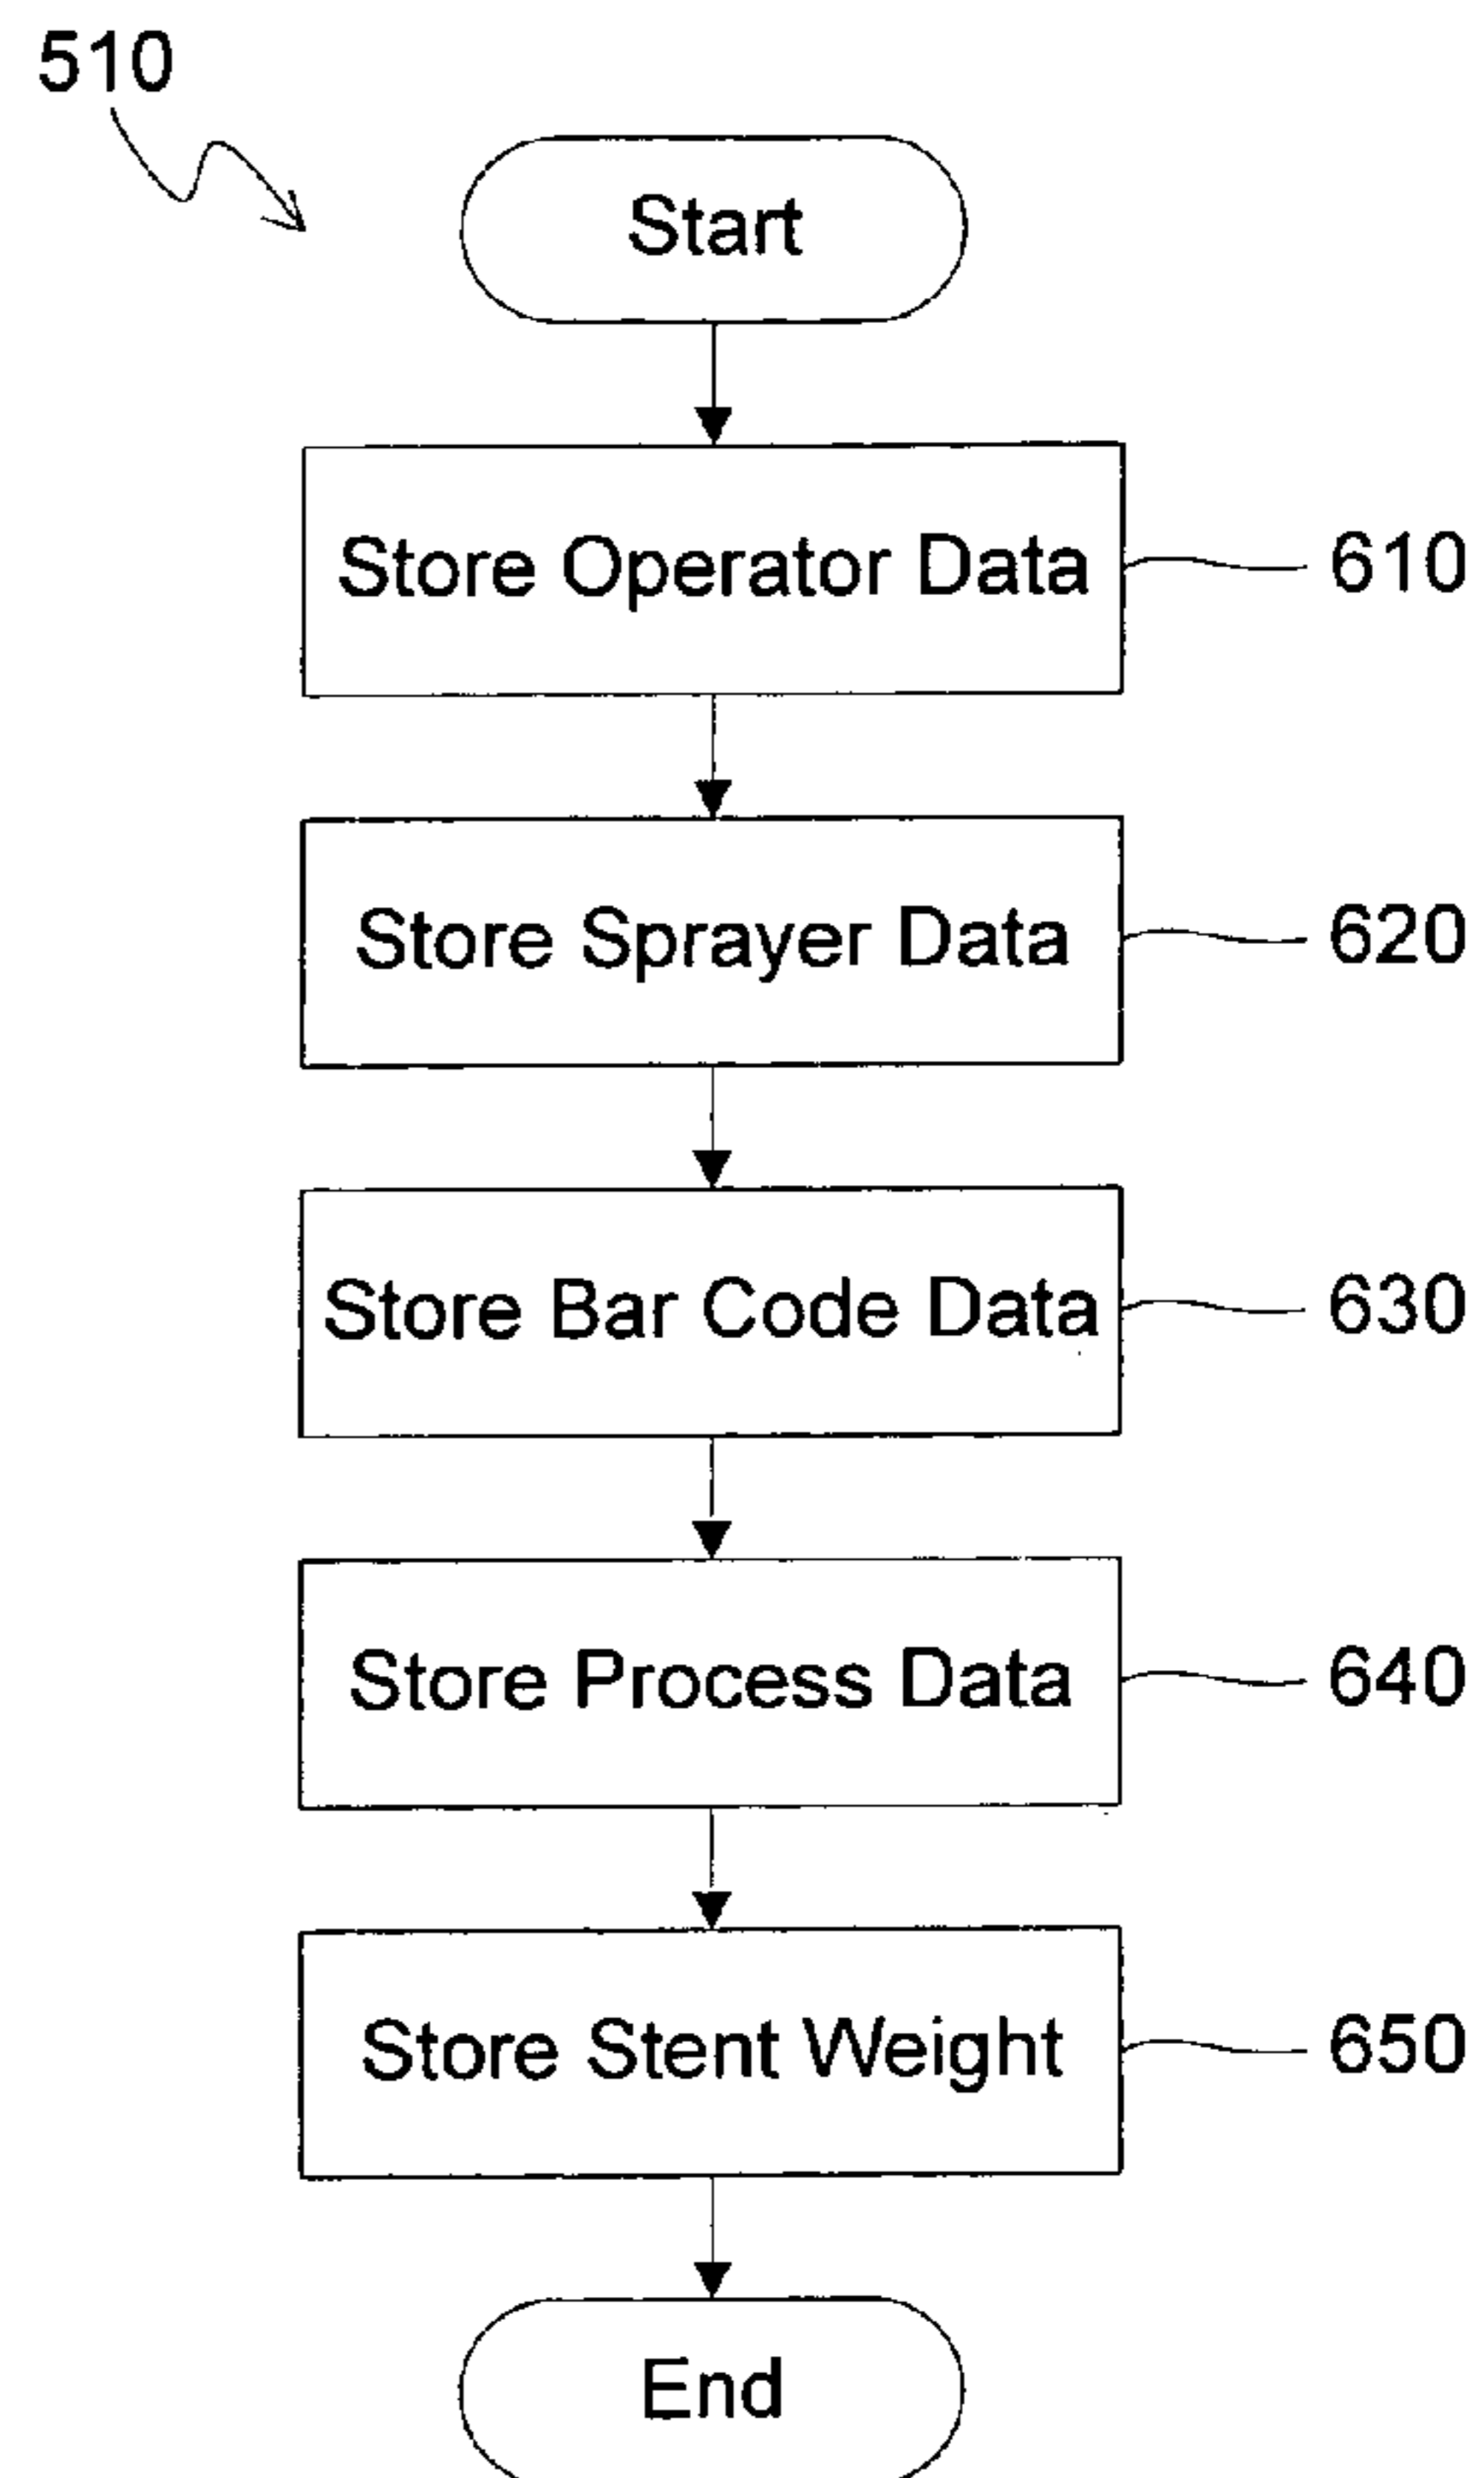 510
Start
Store Operator Data 610
Store Sprayer Data 620
Store Bar Code Data 630
Store Process Data 640
Store Stent Weight 650
End